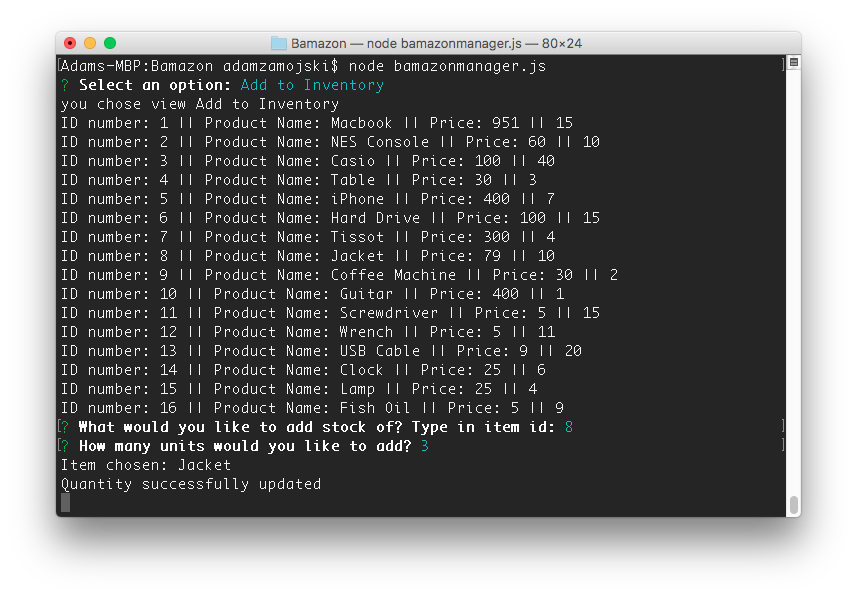 Bamazon — node bamazonmanager.js — 80×24
[Adams-MBP:Bamazon adamzamojski$ node bamazonmanager.js ]
? Select an option: Add to Inventory
you chose view Add to Inventory
ID number: 1 || Product Name: Macbook || Price: 951 || 15
ID number: 2 || Product Name: NES Console || Price: 60 || 10
ID number: 3 || Product Name: Casio || Price: 100 || 40
ID number: 4 || Product Name: Table || Price: 30 || 3
ID number: 5 || Product Name: iPhone || Price: 400 || 7
ID number: 6 || Product Name: Hard Drive || Price: 100 || 15
ID number: 7 || Product Name: Tissot || Price: 300 || 4
ID number: 8 || Product Name: Jacket || Price: 79 || 10
ID number: 9 || Product Name: Coffee Machine || Price: 30 || 2
ID number: 10 || Product Name: Guitar || Price: 400 || 1
ID number: 11 || Product Name: Screwdriver || Price: 5 || 15
ID number: 12 || Product Name: Wrench || Price: 5 || 11
ID number: 13 || Product Name: USB Cable || Price: 9 || 20
ID number: 14 || Product Name: Clock || Price: 25 || 6
ID number: 15 || Product Name: Lamp || Price: 25 || 4
ID number: 16 || Product Name: Fish Oil || Price: 5 || 9
[? What would you like to add stock of? Type in item id: 8 ]
[? How many units would you like to add? 3 ]
Item chosen: Jacket
Quantity successfully updated